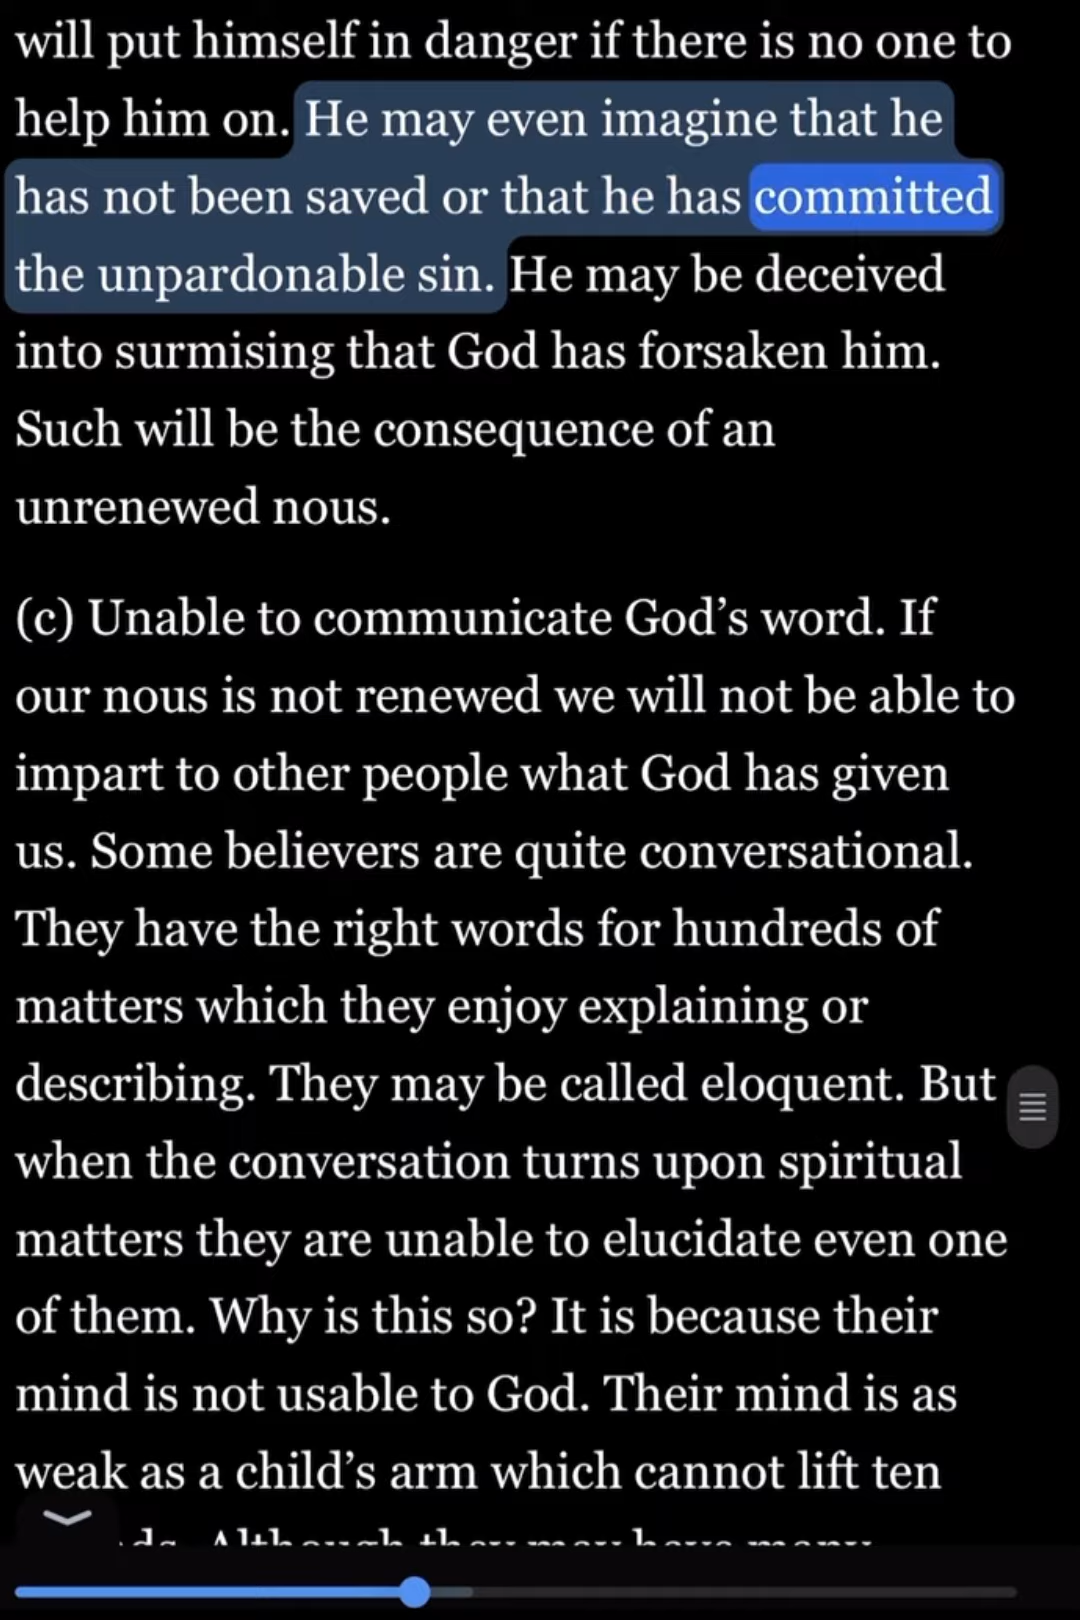 will put himself in danger if there is no one to
help him on. He may even imagine that he
has not been saved or that he has committed
the unpardonable sin. He may be deceived
into surmising that God has forsaken him.
Such will be the consequence of an
unrenewed nous.
(c) Unable to communicate God’s word. If
our nous is not renewed we will not be able to
impart to other people what God has given
us. Some believers are quite conversational.
They have the right words for hundreds of
matters which they enjoy explaining or
describing. They may be called eloquent. But
when the conversation turns upon spiritual
matters they are unable to elucidate even one
of them. Why is this so? It is because their
mind is not usable to God. Their mind is as
weak as a child’s arm which cannot lift ten
Although they may have many